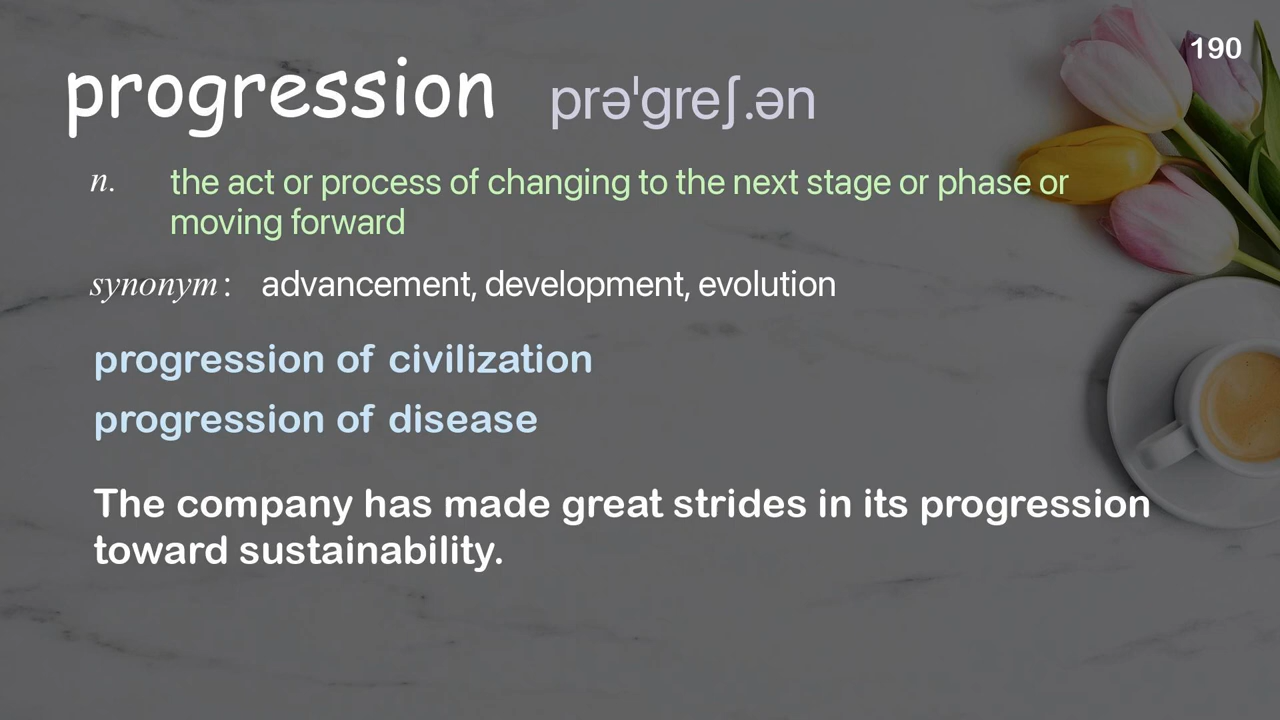 190
progression prəˈɡreʃ.ən
n. the act or process of changing to the next stage or phase or
moving forward
synonym: advancement, development, evolution
progression of civilization
progression of disease
The company has made great strides in its progression
toward sustainability.